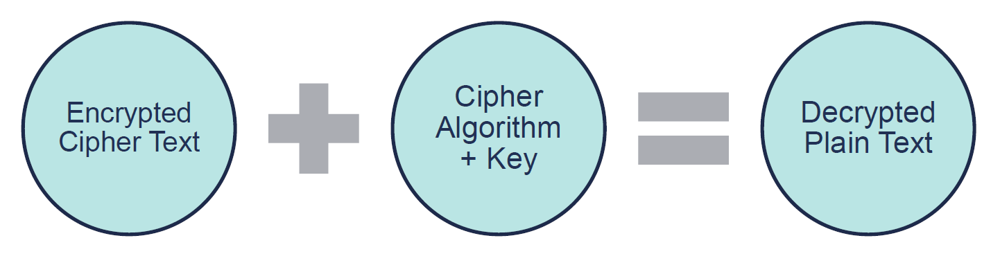 Encrypted
Cipher Text
Cipher
Algorithm
+ Key
Decrypted
Plain Text